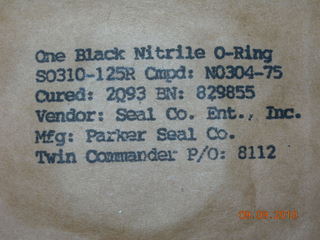 One Black Nitrile O-Ring
SO310-125R Cmpd: N0304-75
Cured: 2Q93 BN: 829855
Vendor: Seal Co. Ent., Inc.
Mfg: Parker Seal Co.
Twin Commander P/O: 8112